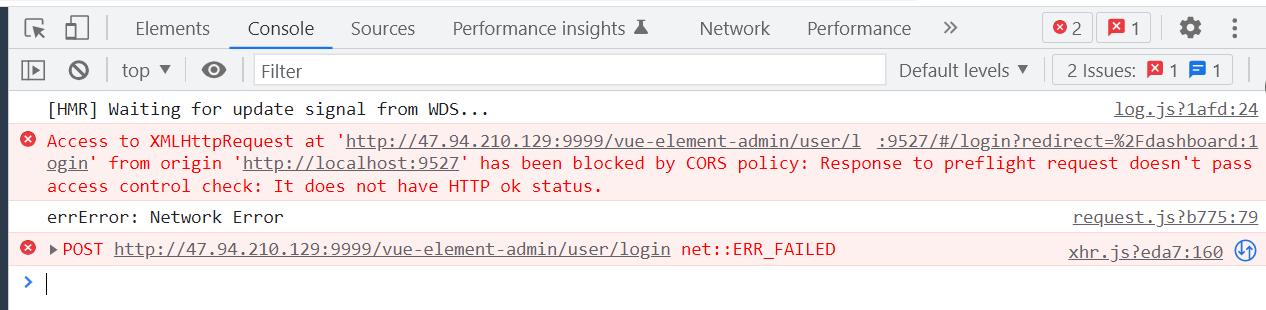 Elements Console Sources Performance insights Network Performance 2 1
top Filter Default levels 2 Issues: 1 1
[HMR] Waiting for update signal from WDS... log.js?1afd:24
Access to XMLHttpRequest at 'http://47.94.210.129:9999/vue-element-admin/user/l :9527/#/login?redirect=%2Fdashboard:1
ogin' from origin 'http://localhost:9527' has been blocked by CORS policy: Response to preflight request doesn't pass
access control check: It does not have HTTP ok status.
errError: Network Error request.js?b775:79
POST http://47.94.210.129:9999/vue-element-admin/user/login net::ERR_FAILED xhr.js?eda7:160